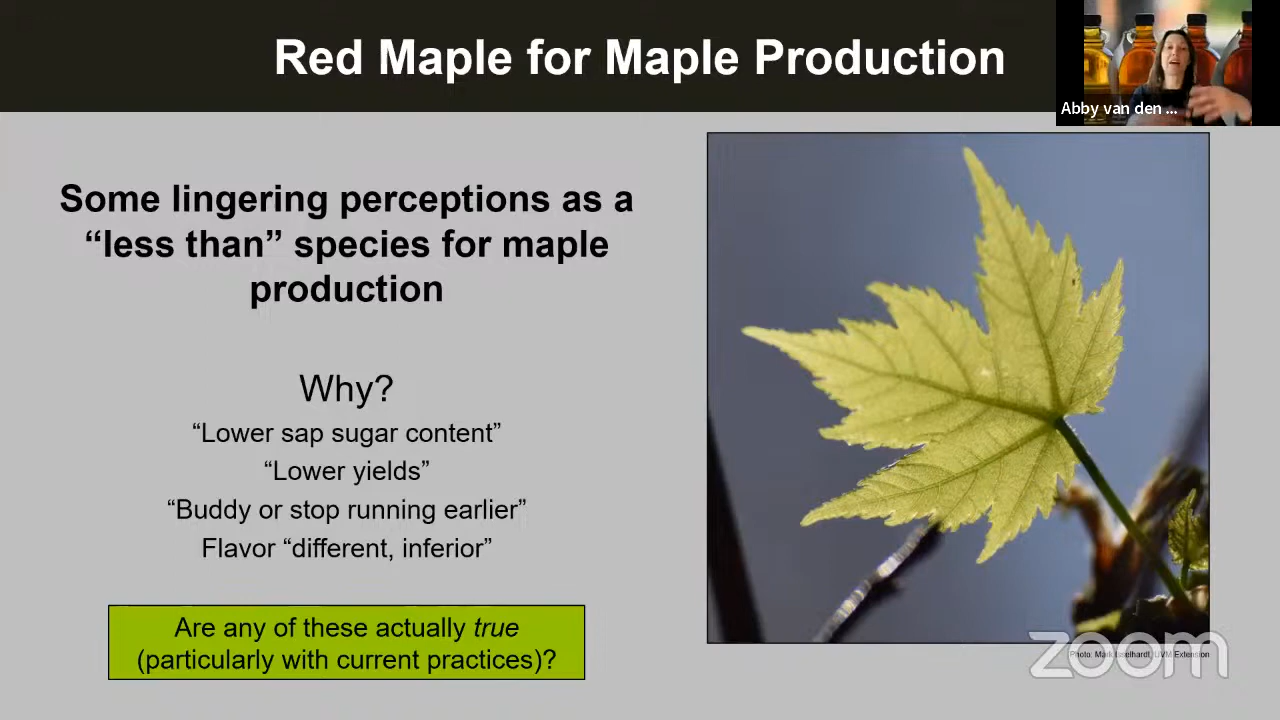 Red Maple for Maple Production
Abby van den ...
Some lingering perceptions as a
“less than” species for maple
production
Why?
“Lower sap sugar content”
“Lower yields”
“Buddy or stop running earlier”
Flavor “different, inferior”
Are any of these actually true
(particularly with current practices)?
Photo: Mark Isselhardt, UVM Extension
zoom